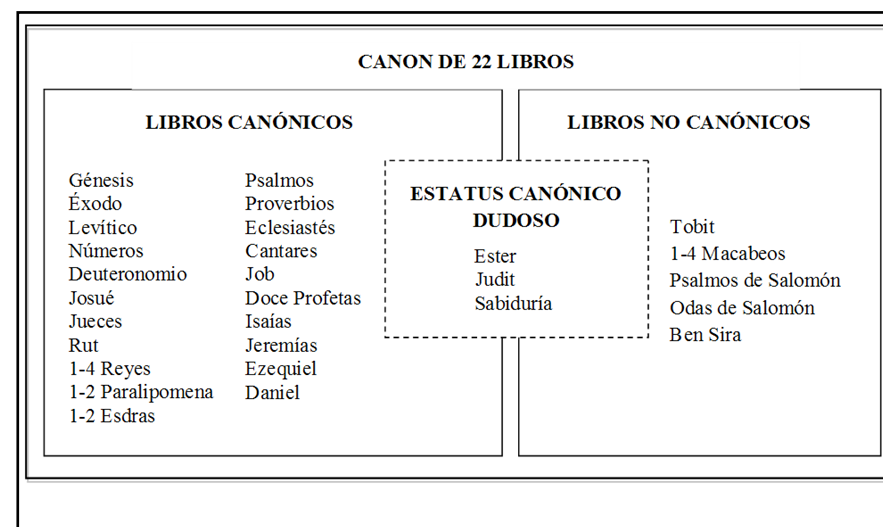 CANON DE 22 LIBROS
LIBROS CANÓNICOS
Génesis
Éxodo
Levítico
Números
Deuteronomio
Josué
Jueces
Rut
1-4 Reyes
1-2 Paralipomena
1-2 Esdras
Psalmos
Proverbios
Eclesiastés
Cantares
Job
Doce Profetas
Isaías
Jeremías
Ezequiel
Daniel
ESTATUS CANÓNICO
DUDOSO
Ester
Judit
Sabiduría
LIBROS NO CANÓNICOS
Tobit
1-4 Macabeos
Psalmos de Salomón
Odas de Salomón
Ben Sira